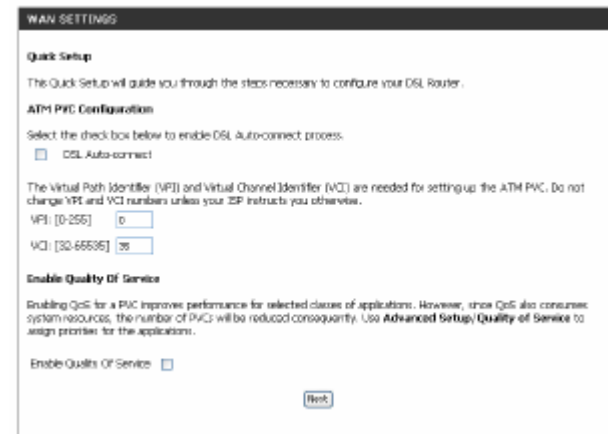 WAN SETTINGS
Quick Setup
This Quick Setup will guide you through the steps necessary to configure your DSL Router.
ATM PVC Configuration
Select the check box below to enable DSL Auto-connect process.
DSL Auto-connect
The Virtual Path Identifier (VPI) and Virtual Channel Identifier (VCI) are needed for setting up the ATM PVC. Do not
change VPI and VCI numbers unless your ISP instructs you otherwise.
VPI: [0-255] 0
VCI: [32-65535] 35
Enable Quality Of Service
Enabling QoS for a PVC improves performance for selected classes of applications. However, since QoS also consumes
system resources, the number of PVCs will be reduced consequently. Use Advanced Setup/Quality of Service to
assign priorities for the applications.
Enable Quality Of Service
Next